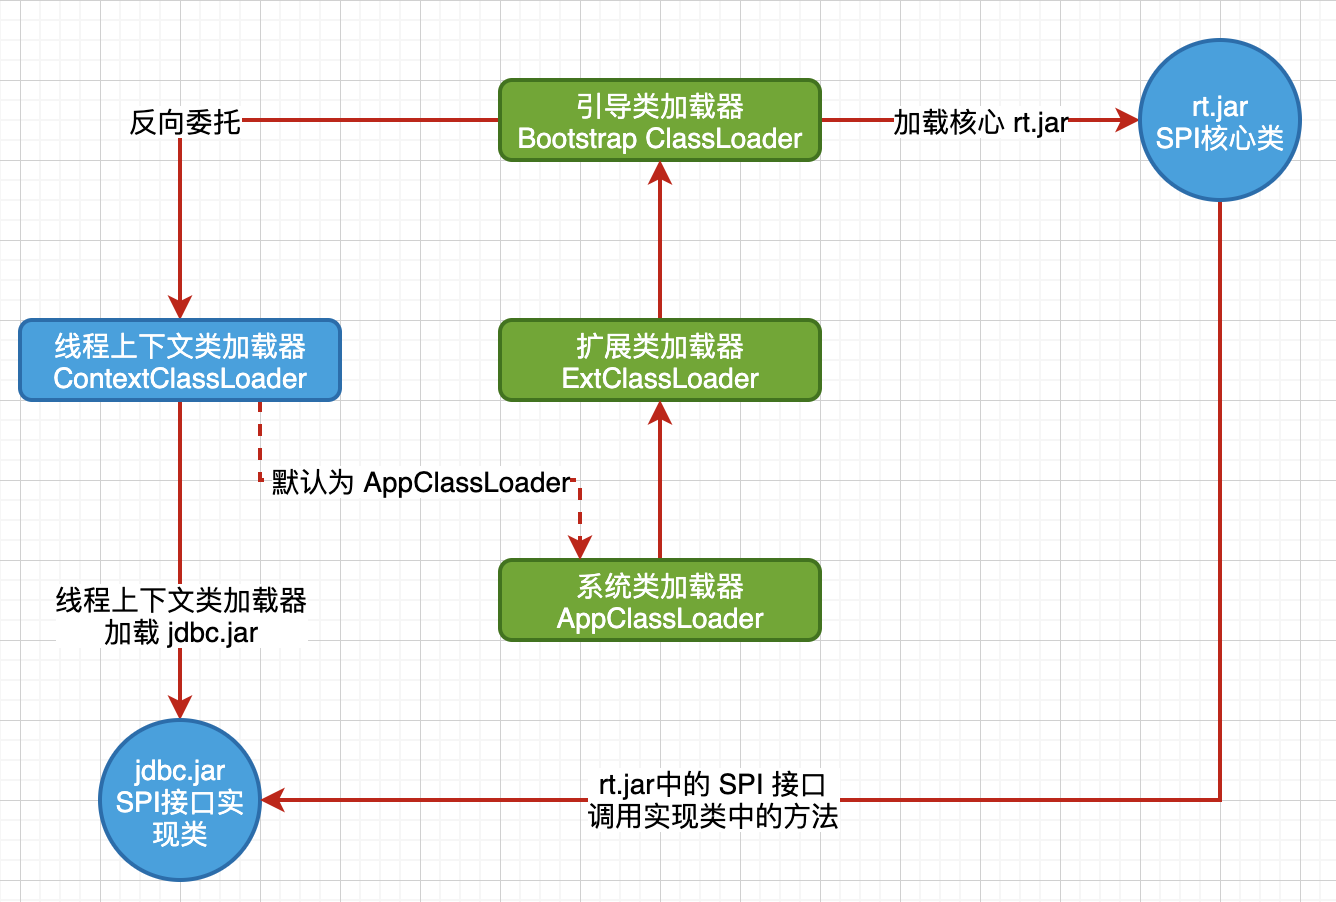 引导类加载器
Bootstrap ClassLoader
反向委托
加载核心 rt.jar
rt.jar
SPI核心类
线程上下文类加载器
ContextClassLoader
扩展类加载器
ExtClassLoader
默认为 AppClassLoader
系统类加载器
AppClassLoader
线程上下文类加载器
加载 jdbc.jar
jdbc.jar
SPI接口实
现类
rt.jar中的 SPI 接口
调用实现类中的方法